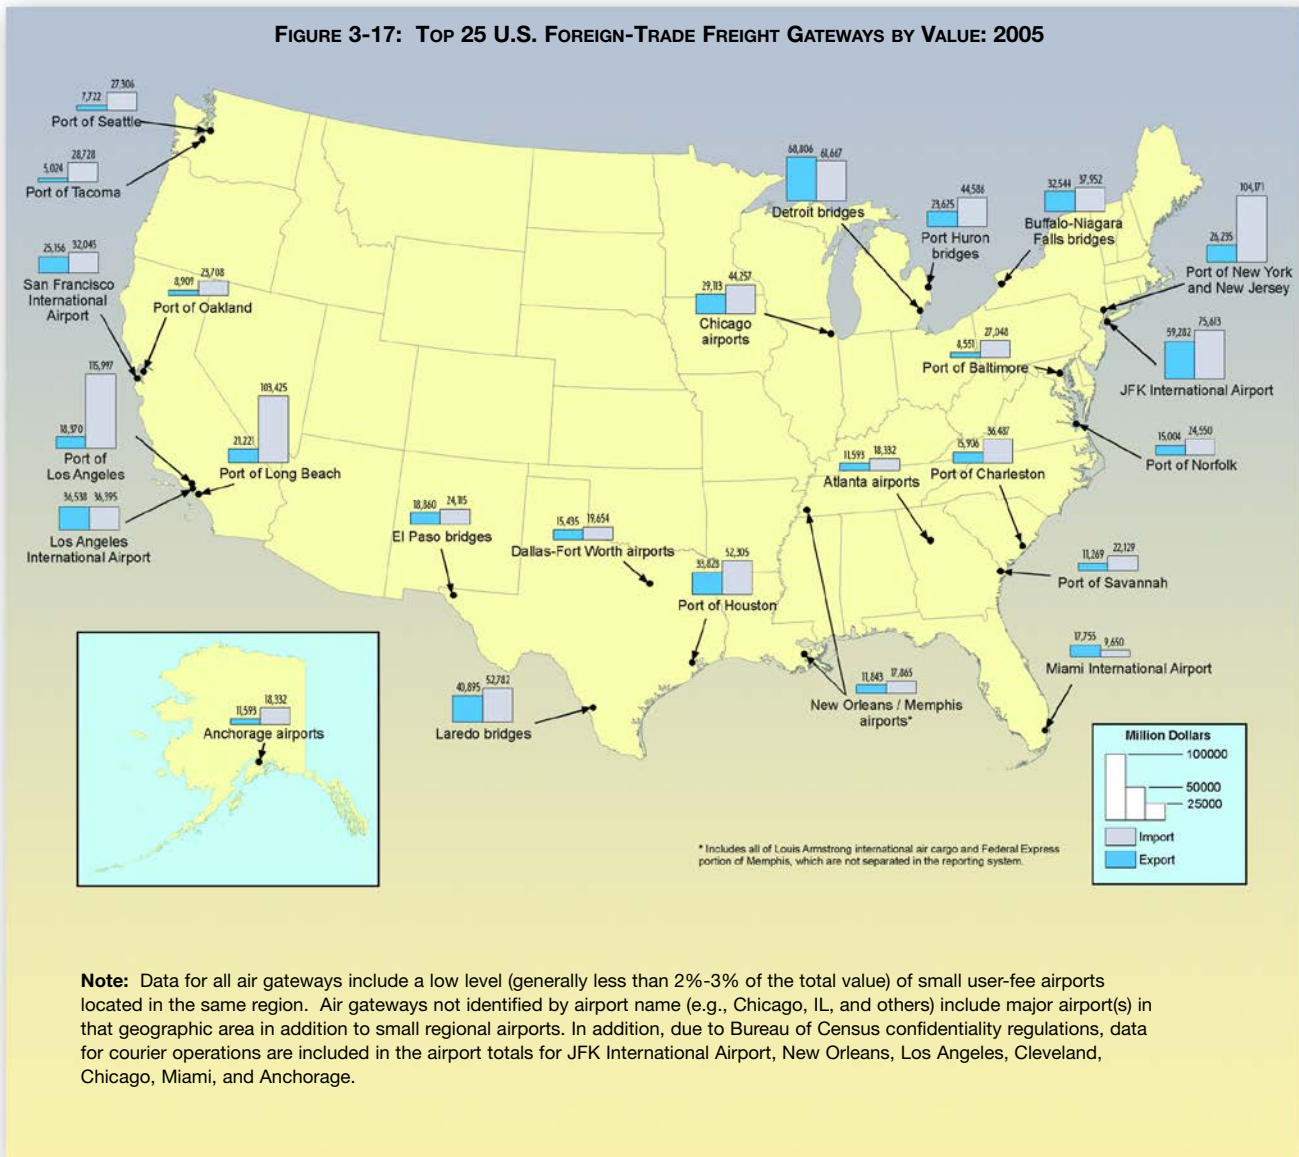 FIGURE 3-17: TOP 25 U.S. FOREIGN-TRADE FREIGHT GATEWAYS BY VALUE: 2005
7,722 27,306
Port of Seattle
5,024 28,728
Port of Tacoma
25,156 32,045
San Francisco
International
Airport
8,909 23,708
Port of Oakland
115,997
18,370
Port of
Los Angeles
103,425
21,221
Port of Long Beach
36,538 36,395
Los Angeles
International Airport
68,806 61,667
Detroit bridges
44,586
23,625
Port Huron
bridges
32,544 37,952
Buffalo-Niagara
Falls bridges
104,171
26,235
Port of New York
and New Jersey
29,113 44,257
Chicago
airports
8,551 27,048
Port of Baltimore
59,282 75,613
JFK International Airport
15,004 24,550
Port of Norfolk
11,593 18,332
Atlanta airports
15,906 36,487
Port of Charleston
18,860 24,115
El Paso bridges
15,435 19,654
Dallas-Fort Worth airports
33,823 52,305
Port of Houston
11,269 22,129
Port of Savannah
17,755 9,650
Miami International Airport
40,895 52,782
Laredo bridges
11,843 17,865
New Orleans / Memphis
airports*
11,593 18,332
Anchorage airports
Million Dollars
100000
50000
25000
Import
Export
* Includes all of Louis Armstrong international air cargo and Federal Express
portion of Memphis, which are not separated in the reporting system.
Note: Data for all air gateways include a low level (generally less than 2%-3% of the total value) of small user-fee airports
located in the same region. Air gateways not identified by airport name (e.g., Chicago, IL, and others) include major airport(s) in
that geographic area in addition to small regional airports. In addition, due to Bureau of Census confidentiality regulations, data
for courier operations are included in the airport totals for JFK International Airport, New Orleans, Los Angeles, Cleveland,
Chicago, Miami, and Anchorage.